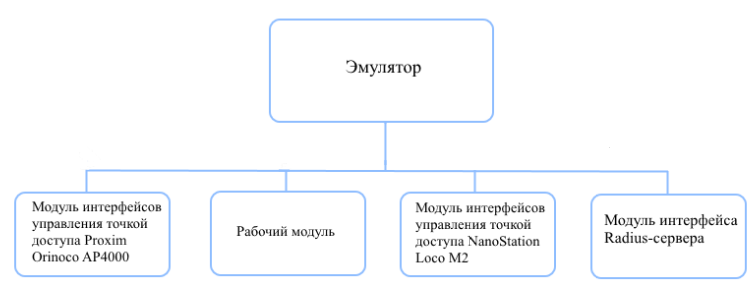 Эмулятор
Модуль интерфейсов
управления точкой
доступа Proxim
Orinoco AP4000
Рабочий модуль
Модуль интерфейсов
управления точкой
доступа NanoStation
Loco M2
Модуль интерфейса
Radius-сервера